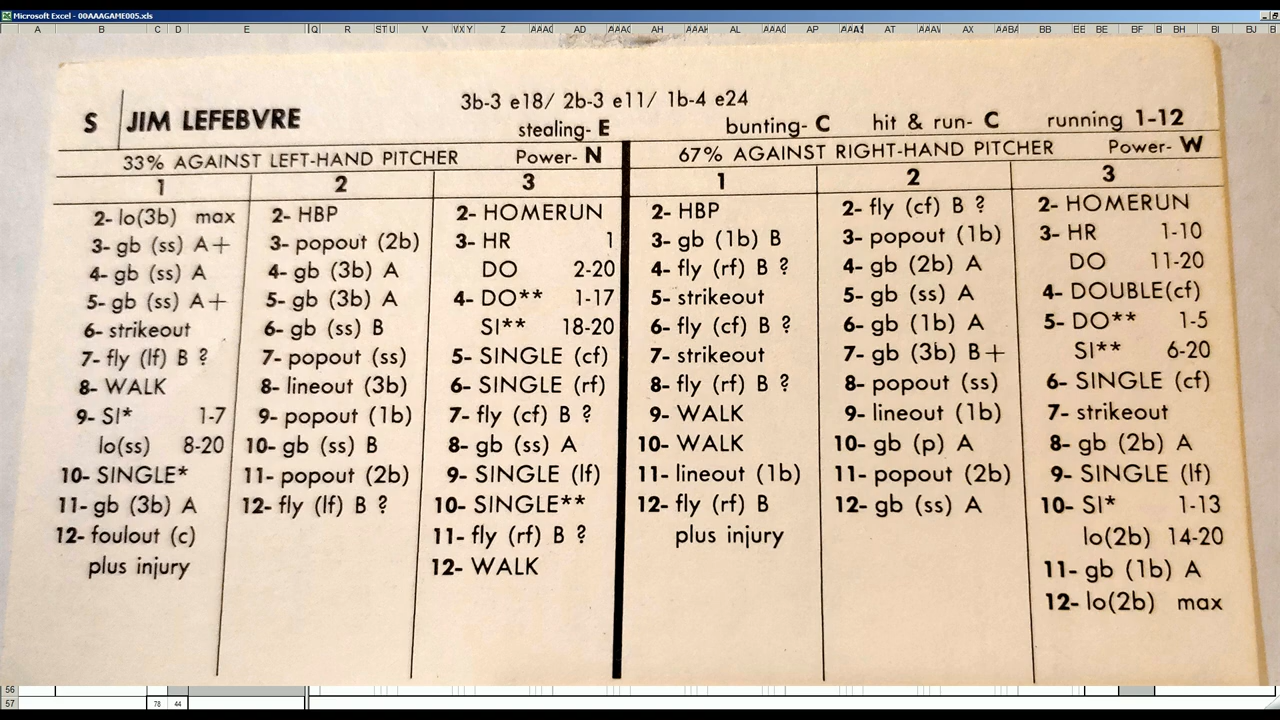 Microsoft Excel - 00AAAGAME005.xls
S JIM LEFEBVRE
3b-3 e18/ 2b-3 e11/ 1b-4 e24
stealing- E bunting- C hit & run- C running 1-12
33% AGAINST LEFT-HAND PITCHER Power- N
1
2- lo(3b) max
3- gb (ss) A+
4- gb (ss) A
5- gb (ss) A+
6- strikeout
7- fly (lf) B ?
8- WALK
9- SI* 1-7
lo(ss) 8-20
10- SINGLE*
11- gb (3b) A
12- foulout (c)
plus injury
2
2- HBP
3- popout (2b)
4- gb (3b) A
5- gb (3b) A
6- gb (ss) B
7- popout (ss)
8- lineout (3b)
9- popout (1b)
10- gb (ss) B
11- popout (2b)
12- fly (lf) B ?
3
2- HOMERUN
3- HR 1
DO 2-20
4- DO** 1-17
SI** 18-20
5- SINGLE (cf)
6- SINGLE (rf)
7- fly (cf) B ?
8- gb (ss) A
9- SINGLE (lf)
10- SINGLE**
11- fly (rf) B ?
12- WALK
67% AGAINST RIGHT-HAND PITCHER Power- W
1
2- HBP
3- gb (1b) B
4- fly (rf) B ?
5- strikeout
6- fly (cf) B ?
7- strikeout
8- fly (rf) B ?
9- WALK
10- WALK
11- lineout (1b)
12- fly (rf) B
plus injury
2
2- fly (cf) B ?
3- popout (1b)
4- gb (2b) A
5- gb (ss) A
6- gb (1b) A
7- gb (3b) B+
8- popout (ss)
9- lineout (1b)
10- gb (p) A
11- popout (2b)
12- gb (ss) A
3
2- HOMERUN
3- HR 1-10
DO 11-20
4- DOUBLE(cf)
5- DO** 1-5
SI** 6-20
6- SINGLE (cf)
7- strikeout
8- gb (2b) A
9- SINGLE (lf)
10- SI* 1-13
lo(2b) 14-20
11- gb (1b) A
12- lo(2b) max
56
57 78 44